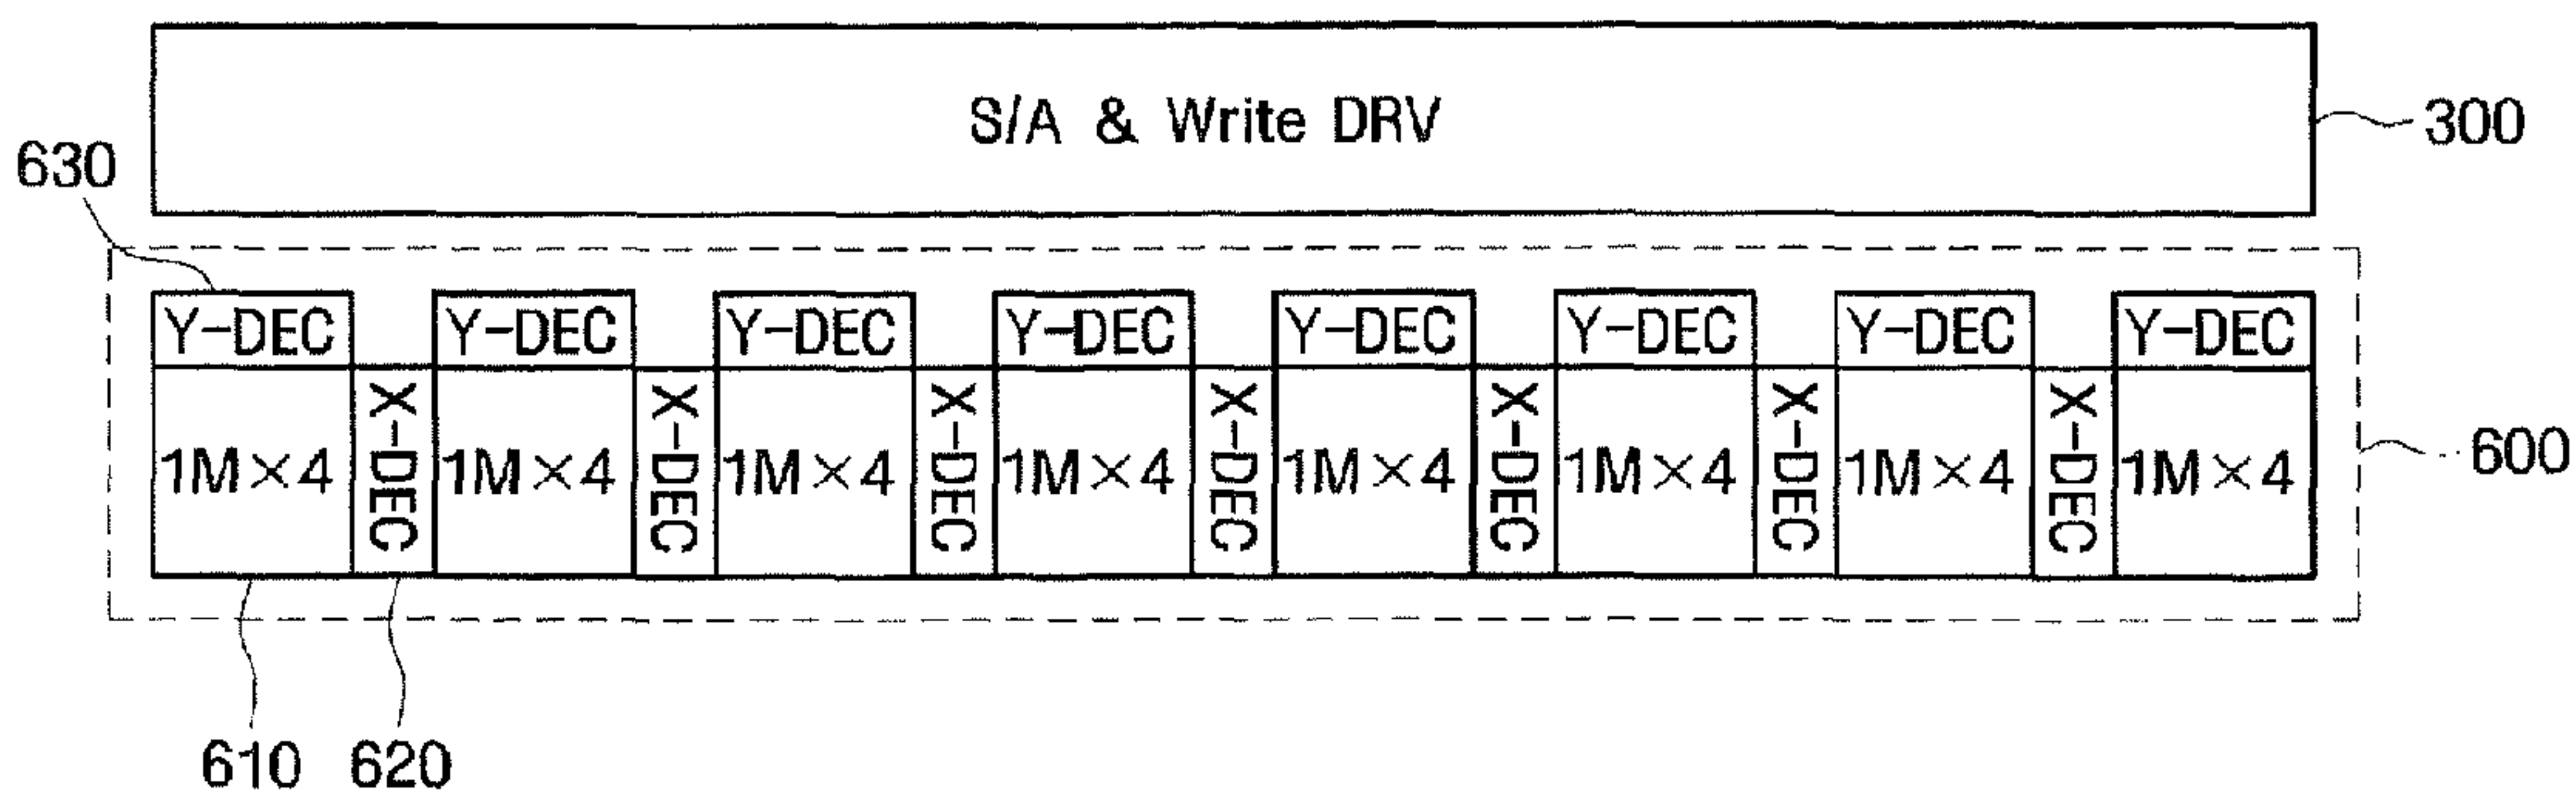 S/A & Write DRV
300
630
Y-DEC Y-DEC Y-DEC Y-DEC Y-DEC Y-DEC Y-DEC Y-DEC
1M×4 X-DEC 1M×4 X-DEC 1M×4 X-DEC 1M×4 X-DEC 1M×4 X-DEC 1M×4 X-DEC 1M×4 X-DEC 1M×4
600
610 620